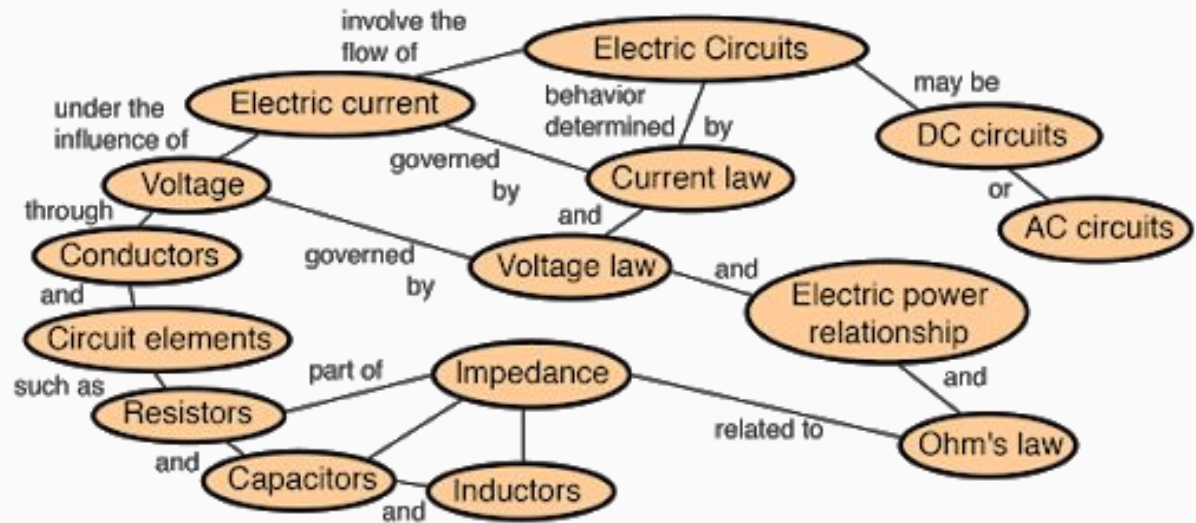 involve the
flow of
Electric Circuits
Electric current
may be
under the
influence of
behavior
determined by
DC circuits
governed
by
Current law
Voltage
or
through
and
AC circuits
Conductors
governed
by
Voltage law
and
Electric power
relationship
and
Circuit elements
such as
part of
Impedance
and
Resistors
related to
Ohm's law
and
Capacitors
and
Inductors